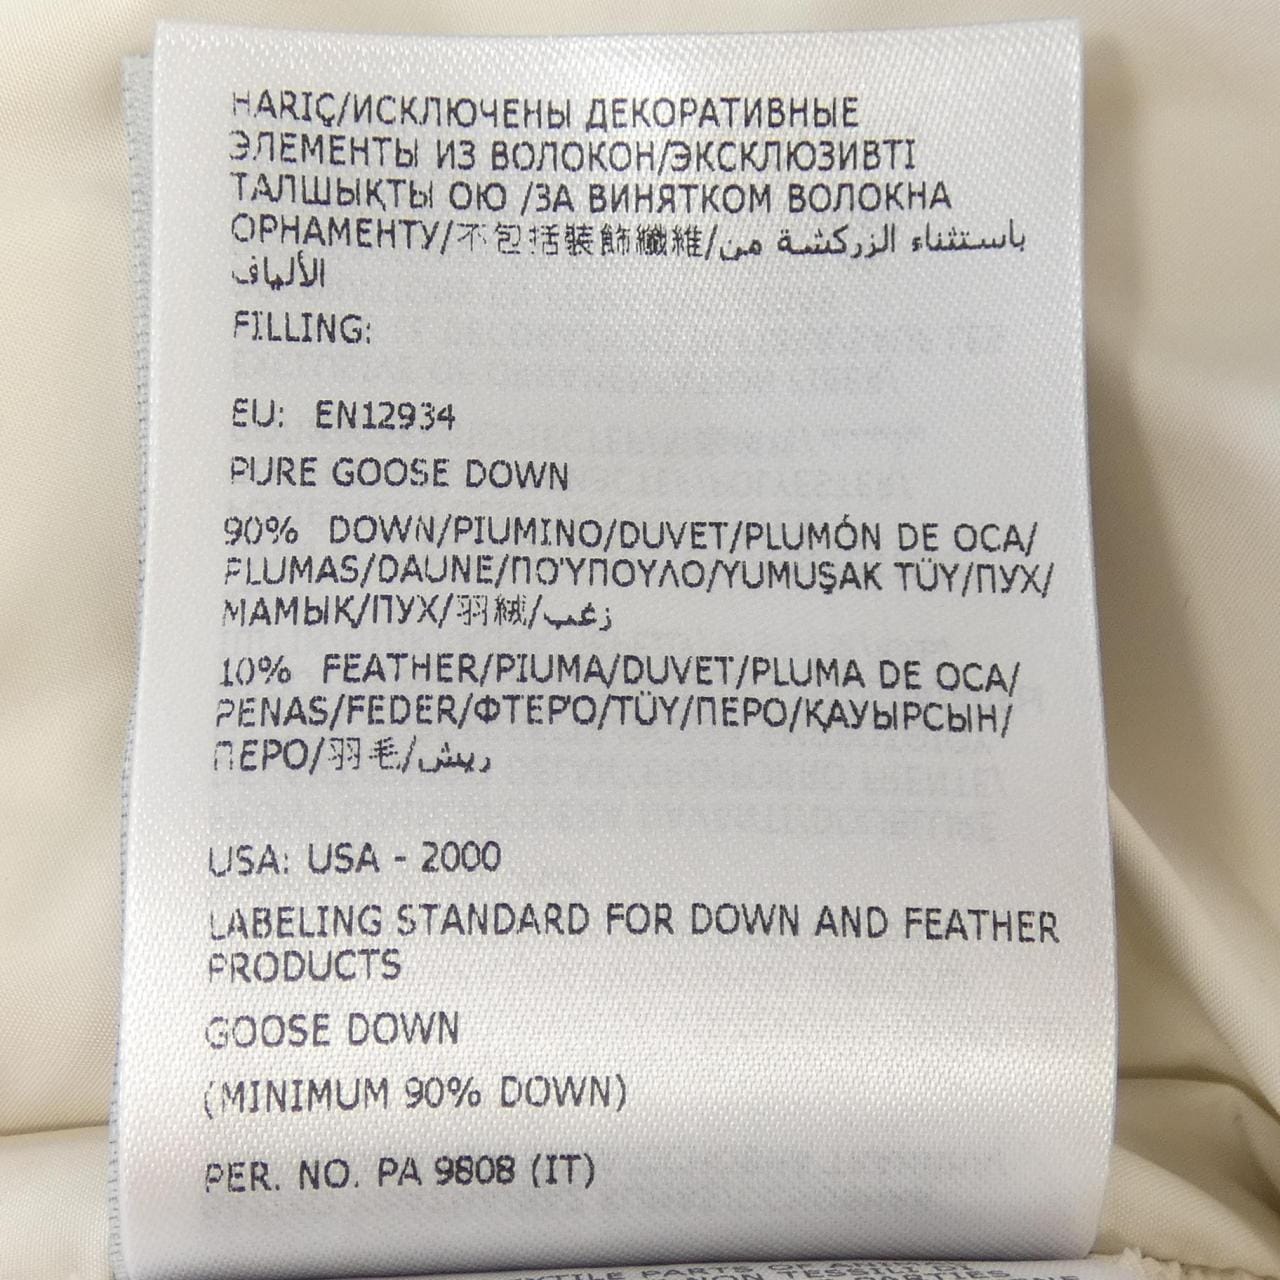 HARIÇ/ИСКЛЮЧЕНЫ ДЕКОРАТИВНЫЕ
ЭЛЕМЕНТЫ ИЗ ВОЛОКОН/ЭКСКЛЮЗИВТІ
ТАЛШЫҚТЫ ОЮ /ЗА ВИНЯТКОМ ВОЛОКНА
ОРНАМЕНТУ/不包括裝飾纖維/باستثناء الزركشة من
الألياف
FILLING:
EU: EN12934
PURE GOOSE DOWN
90% DOWN/PIUMINO/DUVET/PLUMÓN DE OCA/
PLUMAS/DAUNE/ΠΟΎΠΟΥΛΟ/YUMUŞAK TÜY/ПУХ/
МАМЫҚ/ПУХ/羽絨/زغب
10% FEATHER/PIUMA/DUVET/PLUMA DE OCA/
PENAS/FEDER/ΦΤΕΡΌ/TÜY/ПЕРО/ҚАУЫРСЫН/
ПЕРО/羽毛/ريش
USA: USA - 2000
LABELING STANDARD FOR DOWN AND FEATHER
PRODUCTS
GOOSE DOWN
(MINIMUM 90% DOWN)
PER. NO. PA 9808 (IT)